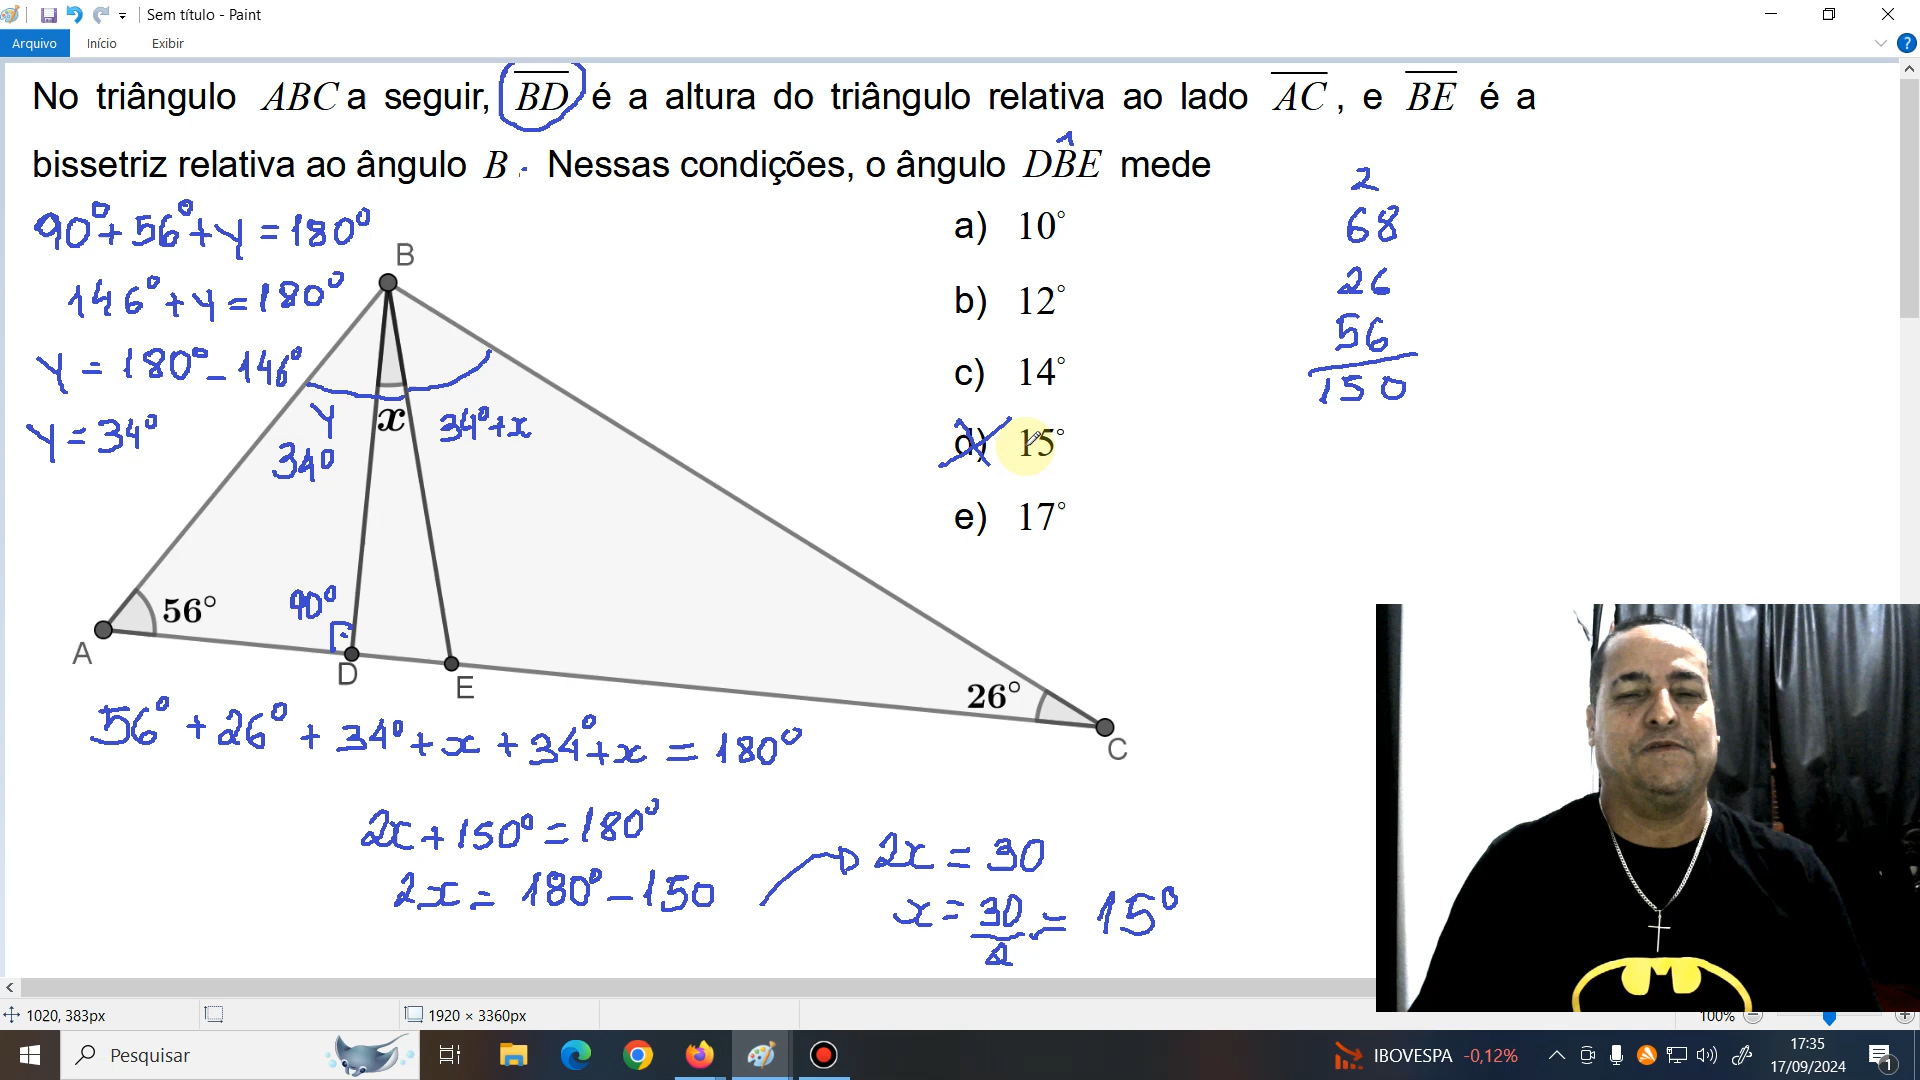 Sem título - Paint
Arquivo Início Exibir
No triângulo ABC a seguir, BD é a altura do triângulo relativa ao lado AC , e BE é a
bissetriz relativa ao ângulo B . Nessas condições, o ângulo DB̂E mede
90° + 56° + y = 180°
146° + y = 180°
y = 180° - 146°
y = 34°
B
y
34°
x
34° + x
90°
56°
A
D
E
26°
C
a) 10°
b) 12°
c) 14°
d) 15°
e) 17°
2
68
26
56
150
56° + 26° + 34° + x + 34° + x = 180°
2x + 150° = 180°
2x = 180° - 150
2x = 30
x = 30/2 = 15°
1020, 383px
1920 × 3360px
100%
Pesquisar
IBOVESPA -0,12%
17:35
17/09/2024
1